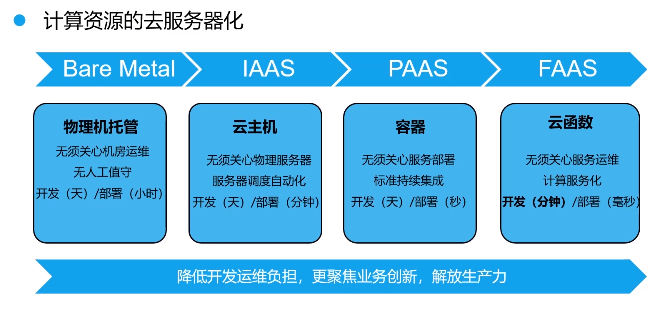 计算资源的去服务器化
Bare Metal
IAAS
PAAS
FAAS
物理机托管
无须关心机房运维
无人工值守
开发（天）/部署（小时）
云主机
无须关心物理服务器
服务器调度自动化
开发（天）/部署（分钟）
容器
无须关心服务部署
标准持续集成
开发（天）/部署（秒）
云函数
无须关心服务运维
计算服务化
开发（分钟）/部署（毫秒）
降低开发运维负担，更聚焦业务创新，解放生产力